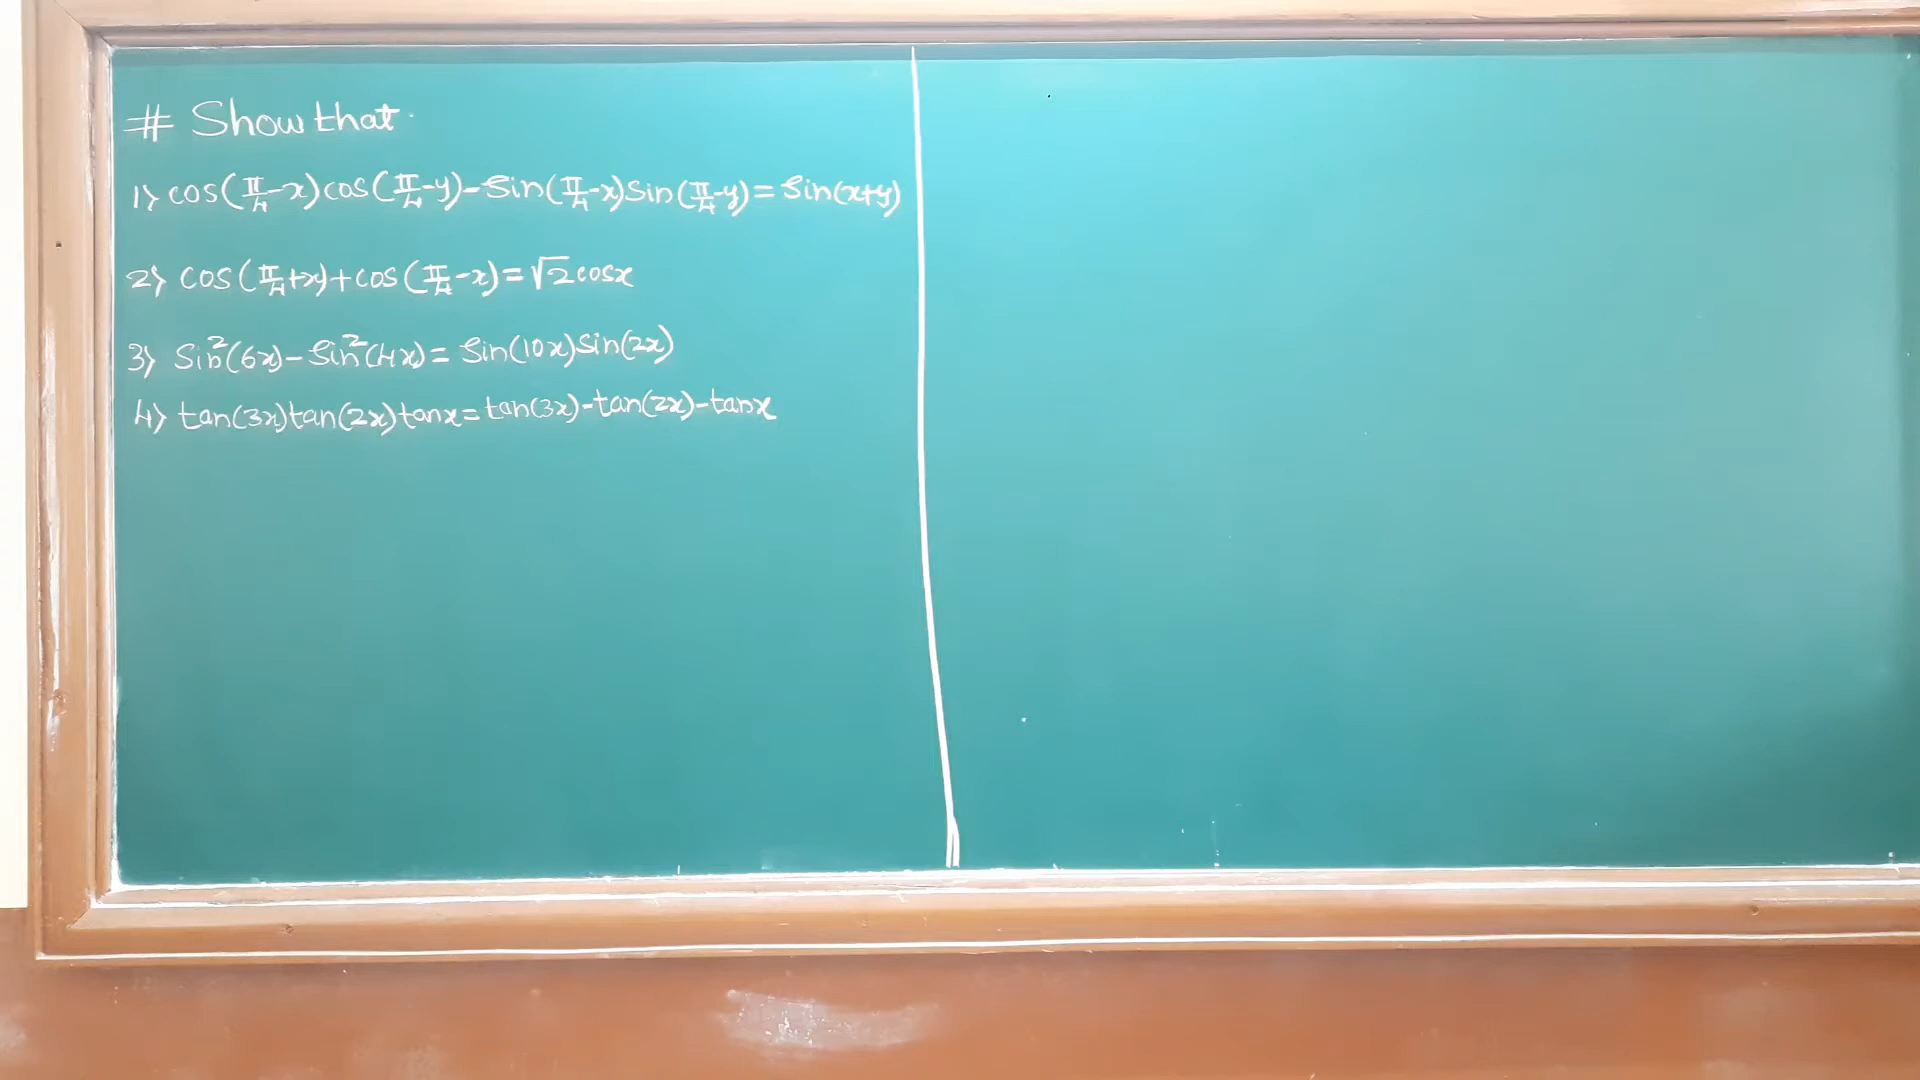 # Show that.
1) cos(π/4-x)cos(π/4-y)-Sin(π/4-x)Sin(π/4-y)=Sin(x+y)
2) cos(π/4+x)+cos(π/4-x)=√2cosx
3) Sin²(6x)-Sin²(4x)=Sin(10x)Sin(2x)
4) tan(3x)tan(2x)tanx=tan(3x)-tan(2x)-tanx